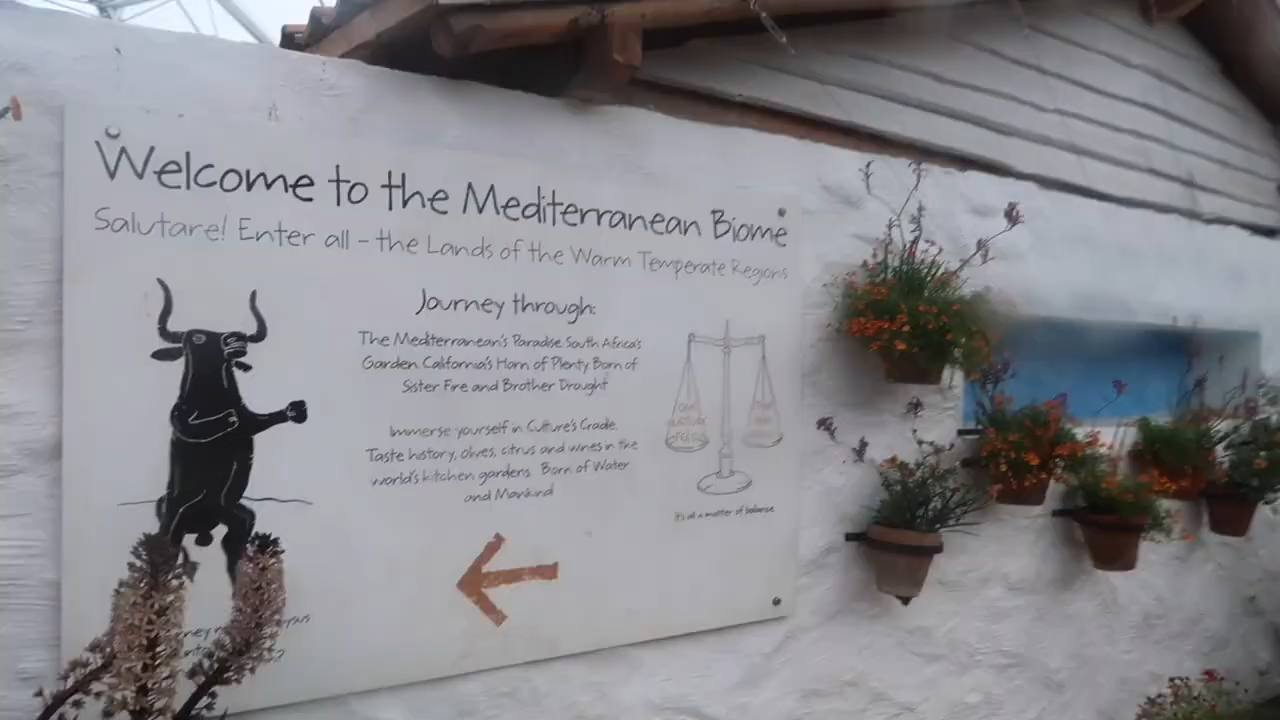 Welcome to the Mediterranean Biome
Salutare! Enter all - the Lands of the Warm Temperate Regions
Journey through:
The Mediterranean's Paradise South Africa's
Garden California's Horn of Plenty Born of
Sister Fire and Brother Drought
Immerse yourself in Culture's Cradle.
Taste history, olives, citrus and wines in the
world's kitchen gardens. Born of Water
and Mankind
It's all a matter of balance